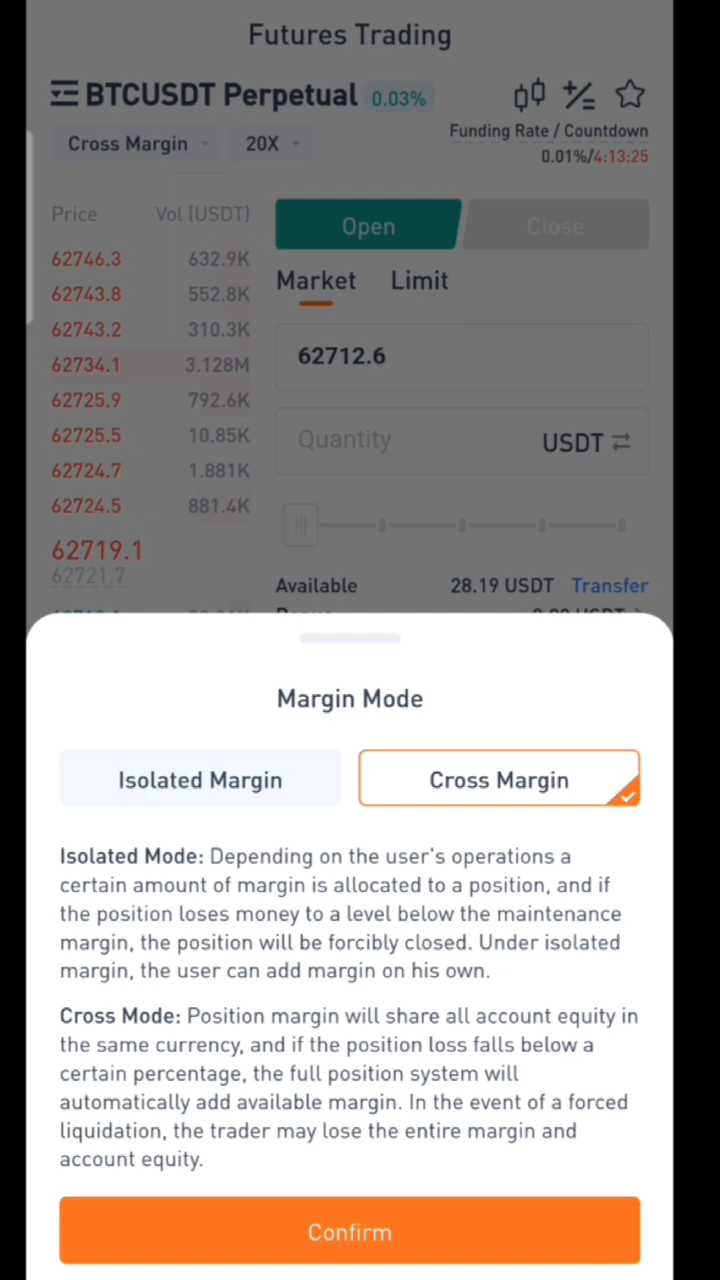 Futures Trading
BTCUSDT Perpetual 0.03%
Funding Rate / Countdown
Cross Margin 20X
0.01%/4:13:25
Price Vol (USDT)
Open Close
62746.3 632.9K
Market Limit
62743.8 552.8K
62743.2 310.3K
62712.6
62734.1 3.128M
62725.9 792.6K
62725.5 10.85K
Quantity USDT
62724.7 1.881K
62724.5 881.4K
62719.1
62721.7
Available 28.19 USDT Transfer
Margin Mode
Isolated Margin Cross Margin
Isolated Mode: Depending on the user's operations a
certain amount of margin is allocated to a position, and if
the position loses money to a level below the maintenance
margin, the position will be forcibly closed. Under isolated
margin, the user can add margin on his own.
Cross Mode: Position margin will share all account equity in
the same currency, and if the position loss falls below a
certain percentage, the full position system will
automatically add available margin. In the event of a forced
liquidation, the trader may lose the entire margin and
account equity.
Confirm